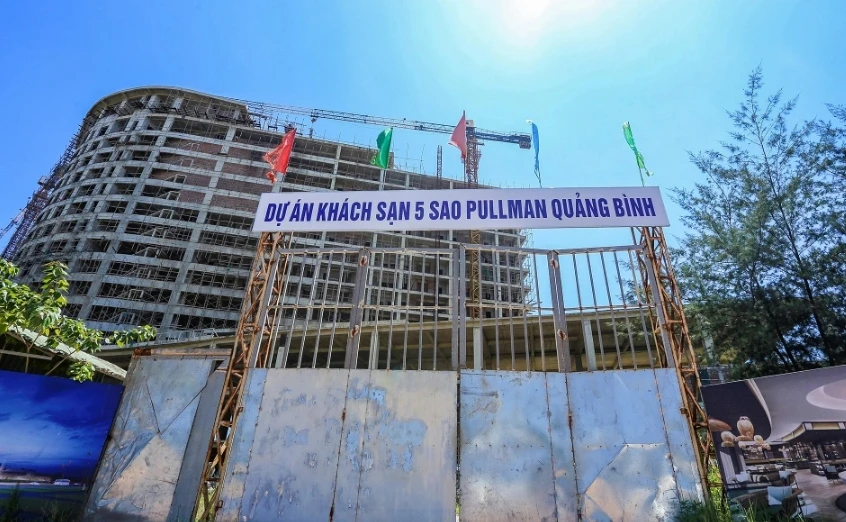 DỰ ÁN KHÁCH SẠN 5 SAO PULLMAN QUẢNG BÌNH